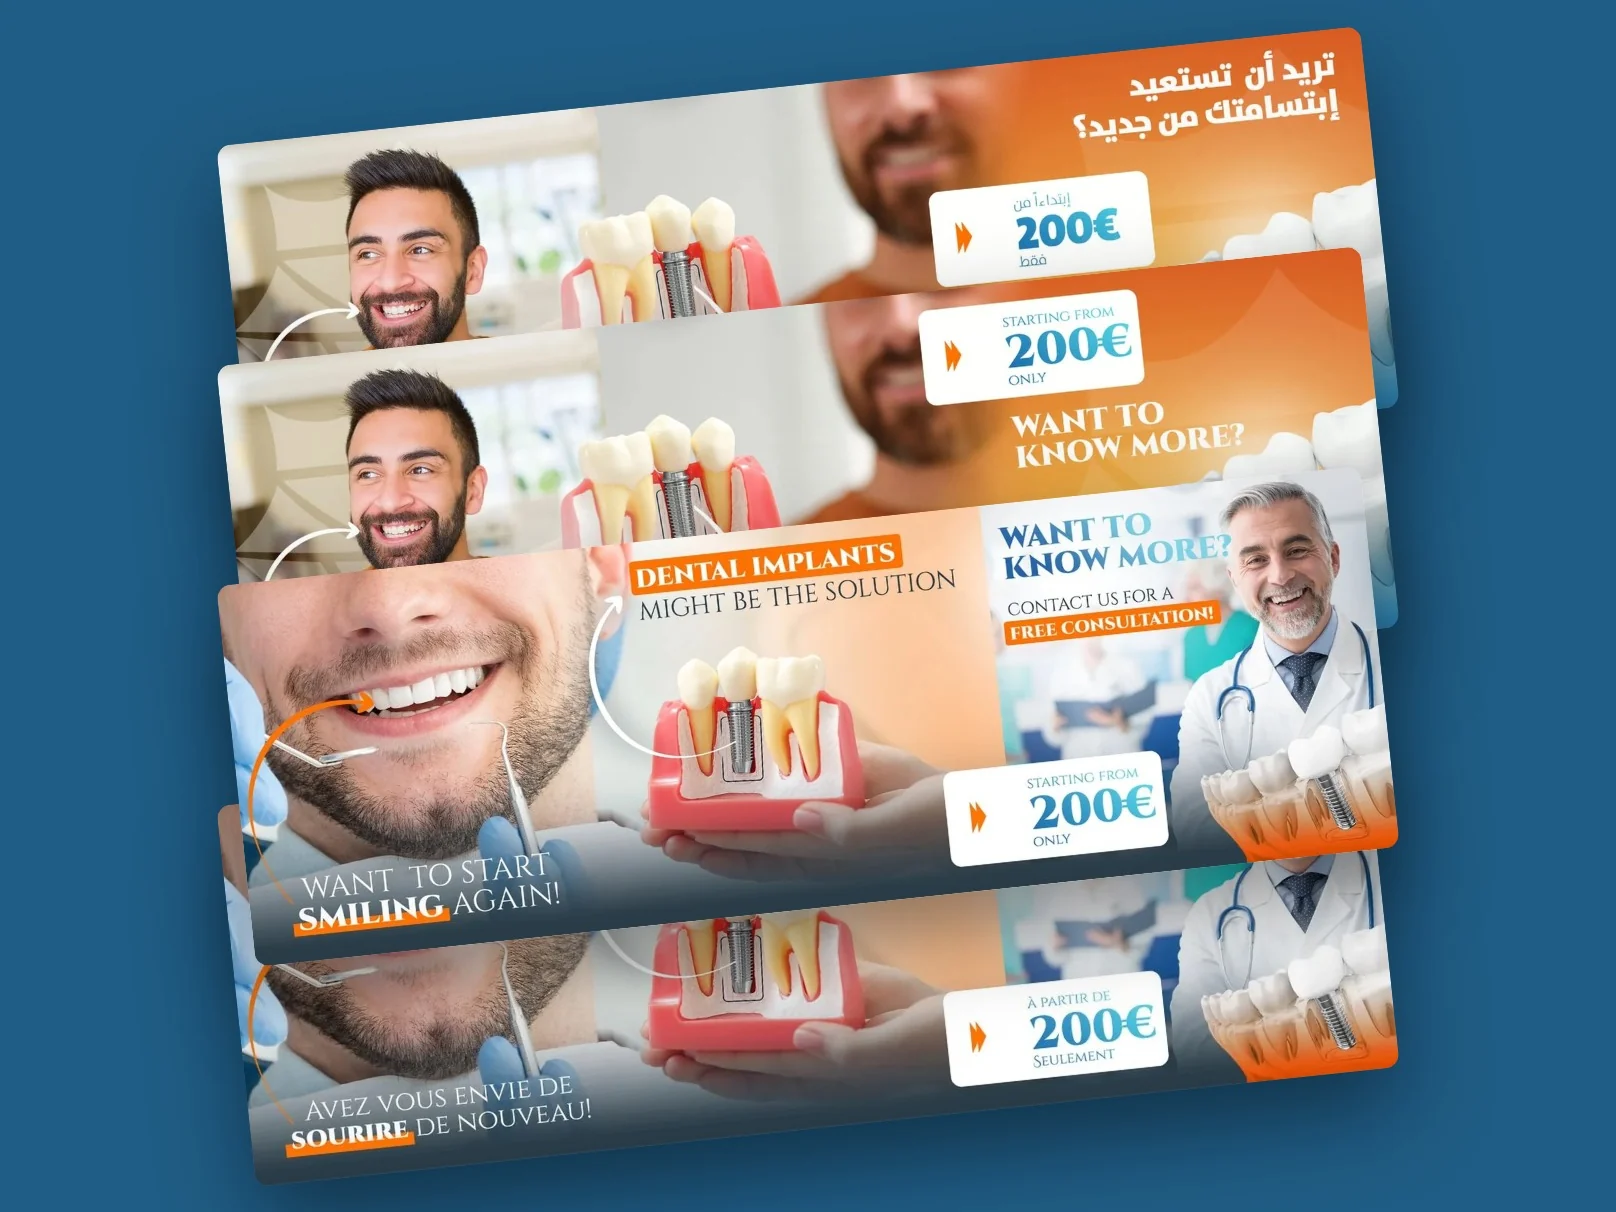 تريد أن تستعيد
إبتسامتك من جديد؟
إبتداءاً من
200€
فقط
STARTING FROM
200€
ONLY
WANT TO
KNOW MORE?
DENTAL IMPLANTS
MIGHT BE THE SOLUTION
WANT TO
KNOW MORE?
CONTACT US FOR A
FREE CONSULTATION!
STARTING FROM
200€
ONLY
WANT TO START
SMILING AGAIN!
À PARTIR DE
200€
SEULEMENT
AVEZ VOUS ENVIE DE
SOURIRE DE NOUVEAU!